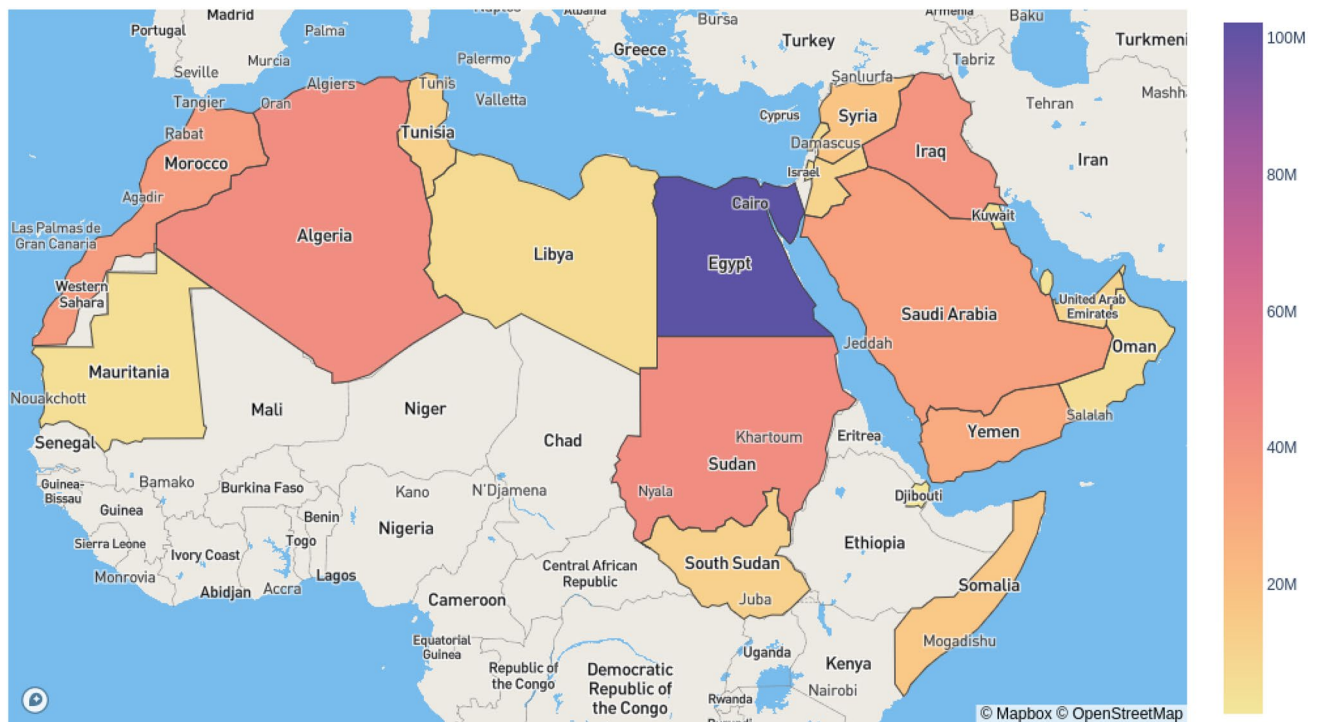 Madrid
Portugal
Palma
Murcia
Seville
Palermo
Greece
Albania
Bursa
Turkey
Armenia
Baku
Turkmeni
Tabriz
Tehran
Mashh
Sanlıurfa
Tangier
Oran
Algiers
Tunis
Valletta
Cyprus
Syria
Damascus
Rabat
Morocco
Tunisia
Israel
Iraq
Iran
Agadir
Cairo
Kuwait
Las Palmas de
Gran Canaria
Algeria
Libya
Egypt
Western
Sahara
Saudi Arabia
United Arab
Emirates
Jeddah
Oman
Mauritania
Nouakchott
Mali
Niger
Chad
Salalah
Senegal
Khartoum
Eritrea
Yemen
Sudan
Guinea-
Bissau
Bamako
Burkina Faso
Kano
N'Djamena
Nyala
Djibouti
Guinea
Benin
Nigeria
Sierra Leone
Ivory Coast
Togo
Ethiopia
Monrovia
Abidjan
Accra
Lagos
Central African
Republic
South Sudan
Juba
Somalia
Cameroon
Mogadishu
Equatorial
Guinea
Republic of
the Congo
Democratic
Republic of
the Congo
Uganda
Kenya
Rwanda
Nairobi
© Mapbox © OpenStreetMap
100M
80M
60M
40M
20M